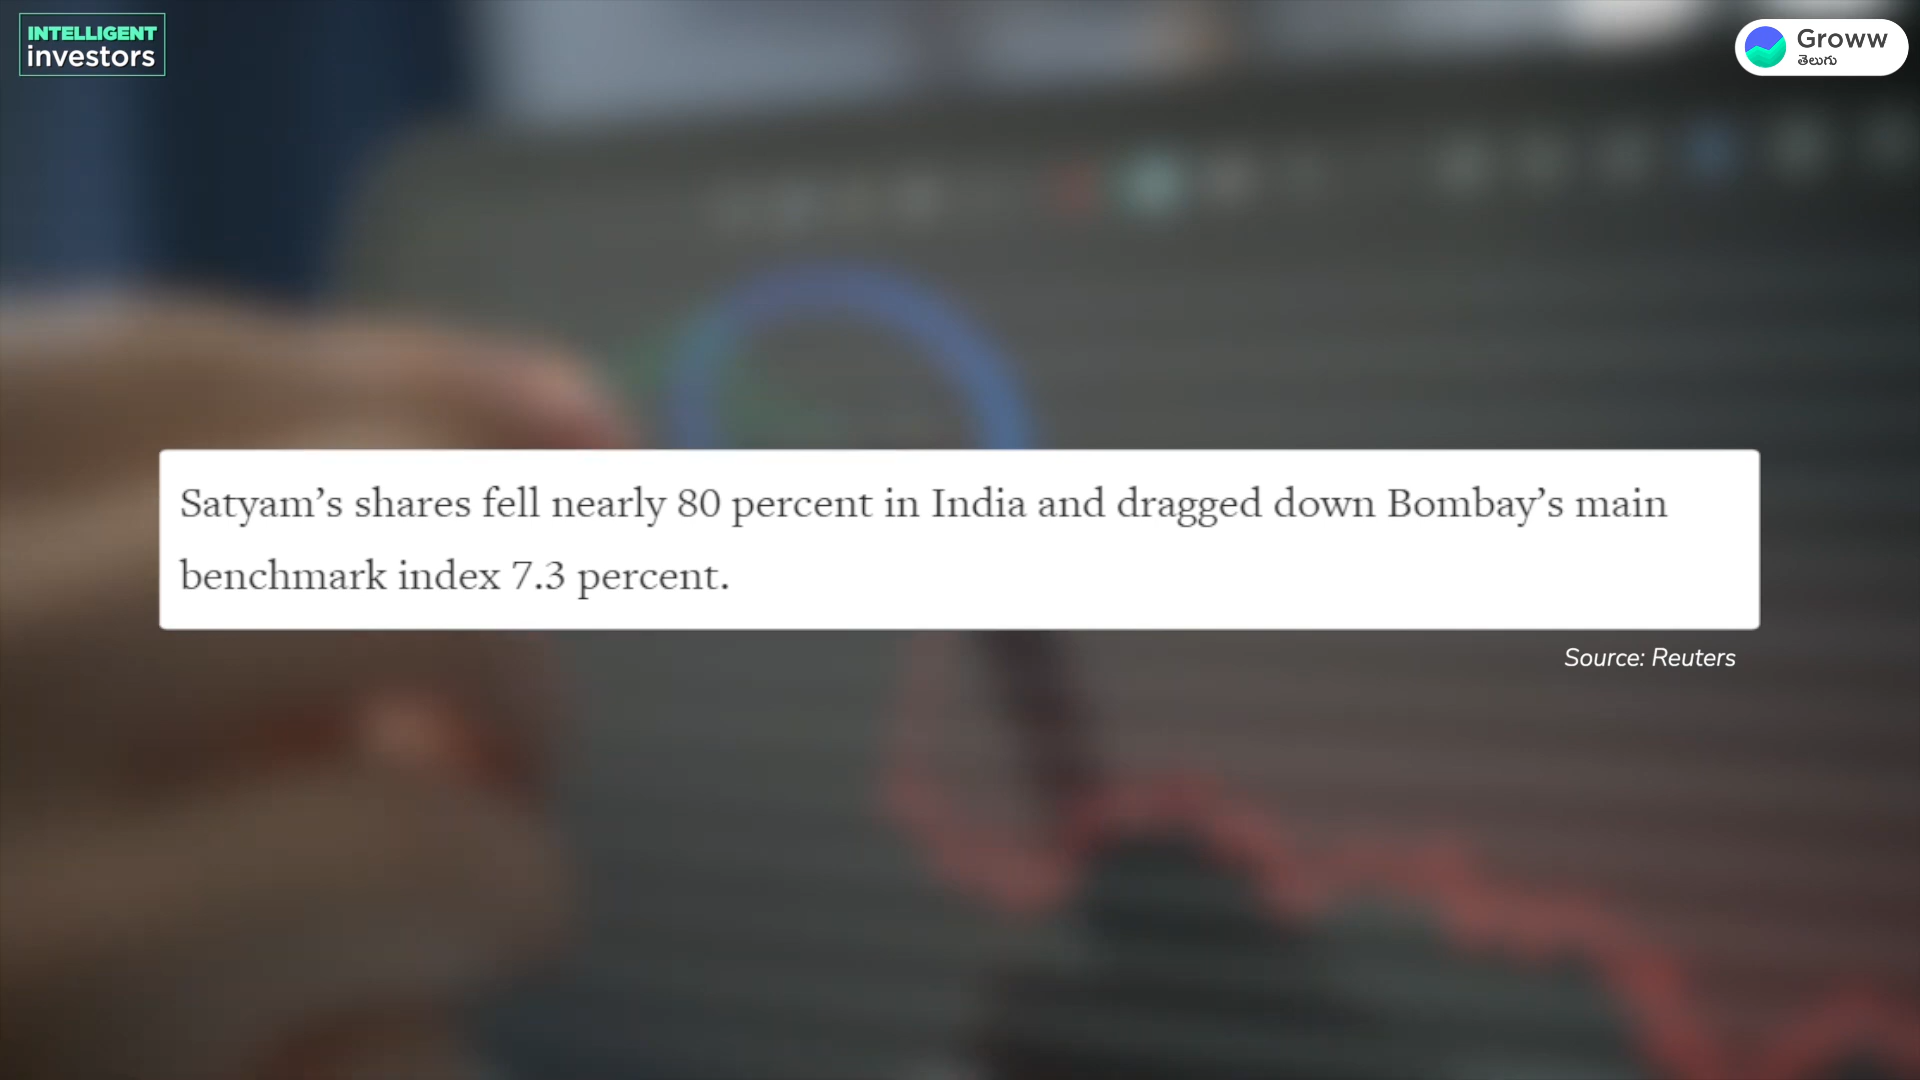 INTELLIGENT
investors
Groww
తెలుగు
Satyam’s shares fell nearly 80 percent in India and dragged down Bombay’s main
benchmark index 7.3 percent.
Source: Reuters